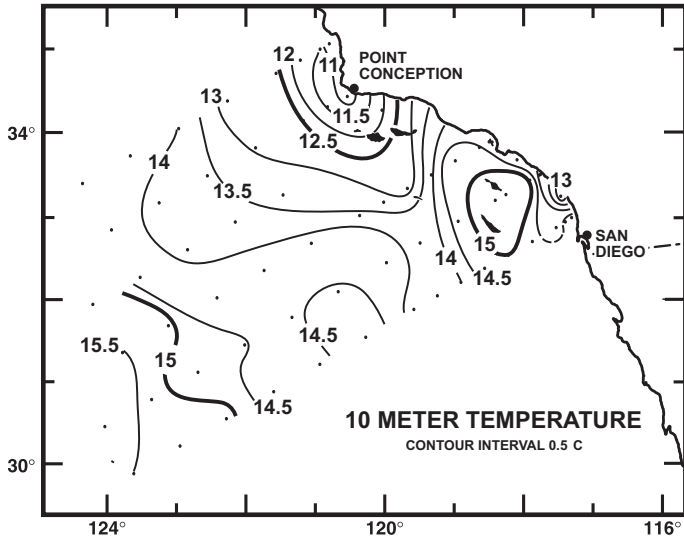 12
11
POINT
CONCEPTION
13
11.5
34°
12.5
14
13.5
13
15
SAN
DIEGO
14
14.5
14.5
15.5
15
14.5
10 METER TEMPERATURE
CONTOUR INTERVAL 0.5 C
30°
124° 120° 116°